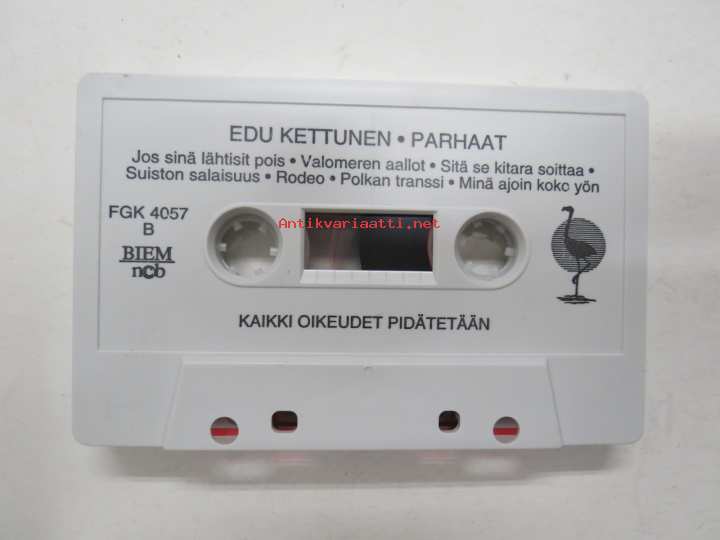 EDU KETTUNEN • PARHAAT
Jos sinä lähtisit pois • Valomeren aallot • Sitä se kitara soittaa •
Suiston salaisuus • Rodeo • Polkan transsi • Minä ajoin koko yön
FGK 4057
B
BIEM
ncb
Antikvariaatti.net
KAIKKI OIKEUDET PIDÄTETÄÄN